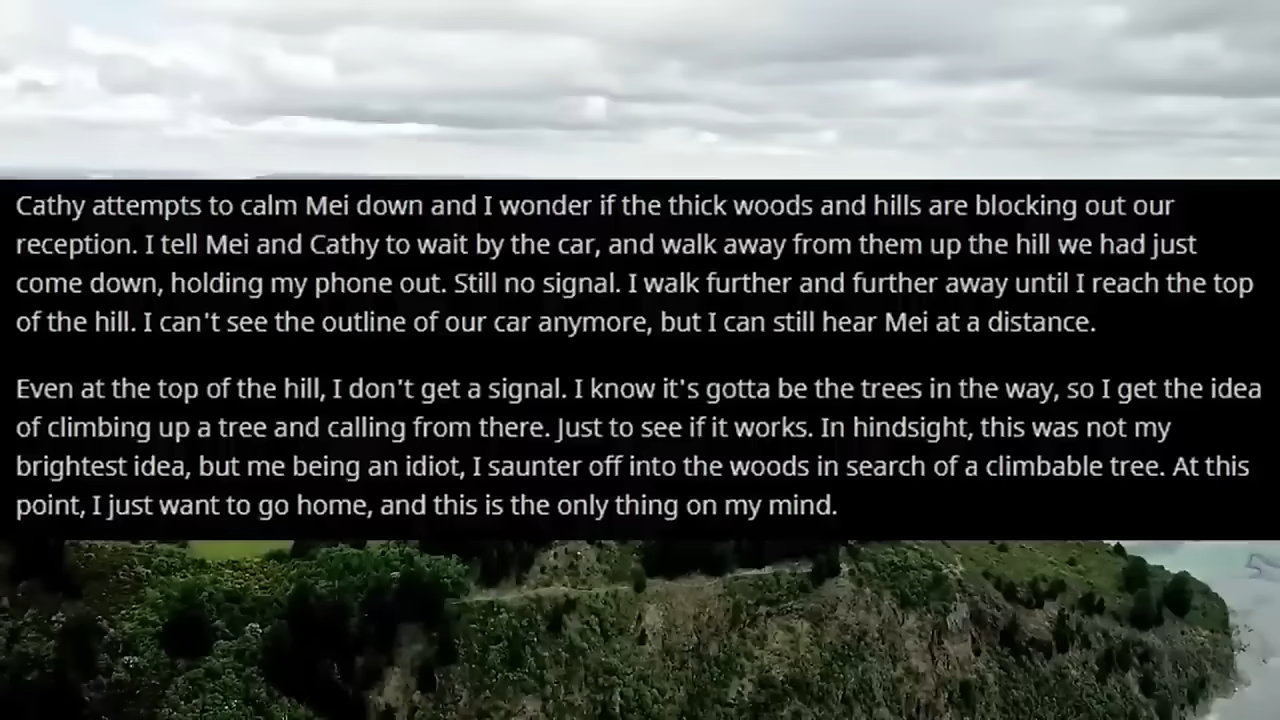 Cathy attempts to calm Mei down and I wonder if the thick woods and hills are blocking out our
reception. I tell Mei and Cathy to wait by the car, and walk away from them up the hill we had just
come down, holding my phone out. Still no signal. I walk further and further away until I reach the top
of the hill. I can't see the outline of our car anymore, but I can still hear Mei at a distance.
Even at the top of the hill, I don't get a signal. I know it's gotta be the trees in the way, so I get the idea
of climbing up a tree and calling from there. Just to see if it works. In hindsight, this was not my
brightest idea, but me being an idiot, I saunter off into the woods in search of a climbable tree. At this
point, I just want to go home, and this is the only thing on my mind.